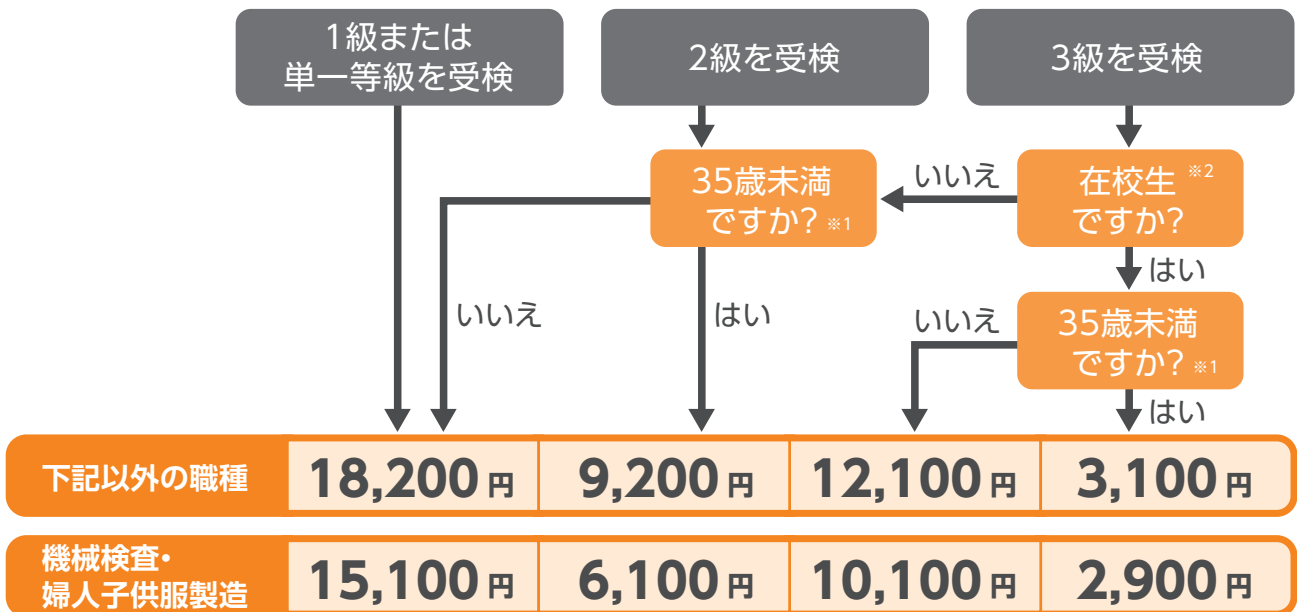 1級または
単一等級を受検
2級を受検
3級を受検
35歳未満
ですか? ※1
いいえ
在校生 ※2
ですか?
はい
いいえ
はい
いいえ
35歳未満
ですか? ※1
はい
下記以外の職種 18,200円 9,200円 12,100円 3,100円
機械検査・
婦人子供服製造 15,100円 6,100円 10,100円 2,900円